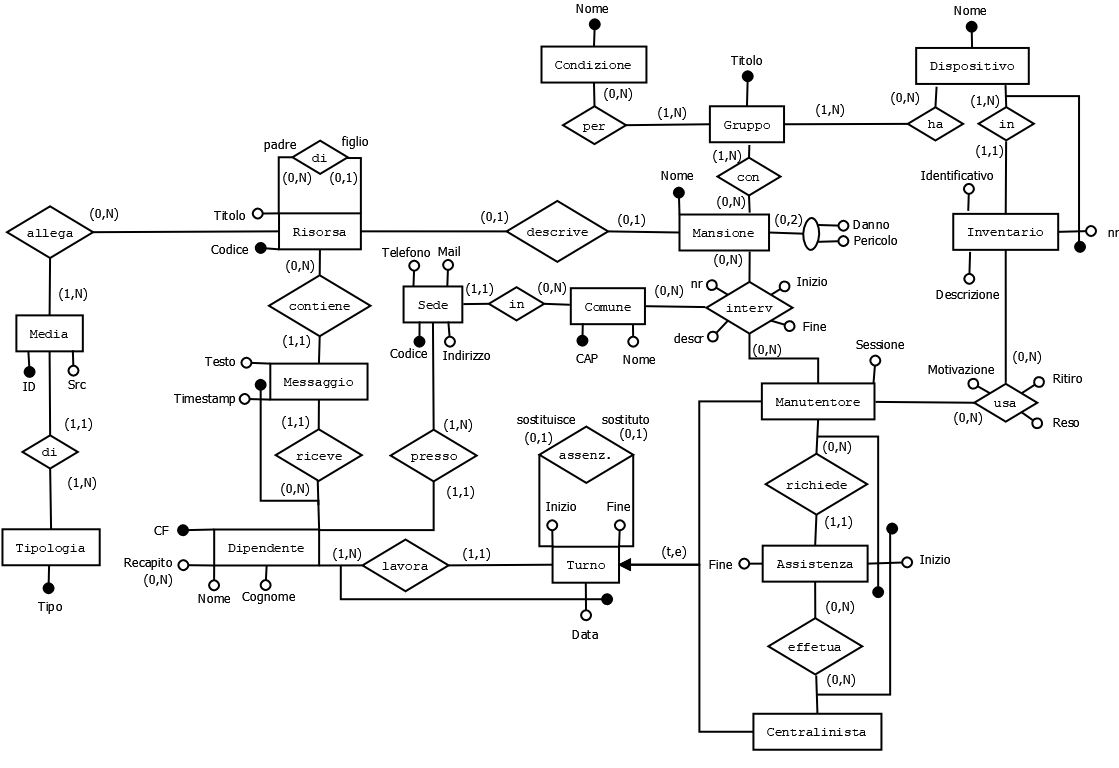 Nome
Condizione
(0,N)
per
(1,N)
Titolo
Gruppo
(1,N)
(0,N)
ha
Nome
Dispositivo
(1,N)
in
(1,1)
padre
figlio
di
(0,N)
(0,1)
(1,N)
con
(0,N)
Identificativo
Titolo
Codice
Risorsa
(0,N)
allega
(0,1)
descrive
(0,1)
Nome
Mansione
(0,2)
Danno
Pericolo
Inventario
nr
Descrizione
(0,N)
contiene
(1,1)
Telefono
Mail
Sede
Codice
Indirizzo
(1,1)
in
(0,N)
Comune
CAP
Nome
(0,N)
(0,N)
nr
Inizio
interv
descr
Fine
(0,N)
(1,N)
Media
ID
Src
(1,1)
di
(1,N)
Tipologia
Tipo
Testo
Timestamp
Messaggio
(1,1)
riceve
(0,N)
(1,N)
presso
(1,1)
Sessione
Manutentore
(0,N)
Motivazione
Ritiro
usa
(0,N)
Reso
sostituisce
sostituto
(0,1)
(0,1)
assenz.
Inizio
Fine
(0,N)
richiede
(1,1)
CF
Recapito
(0,N)
Dipendente
Nome
Cognome
(1,N)
lavora
(1,1)
Turno
Data
(t,e)
Fine
Assistenza
Inizio
(0,N)
effetua
(0,N)
Centralinista